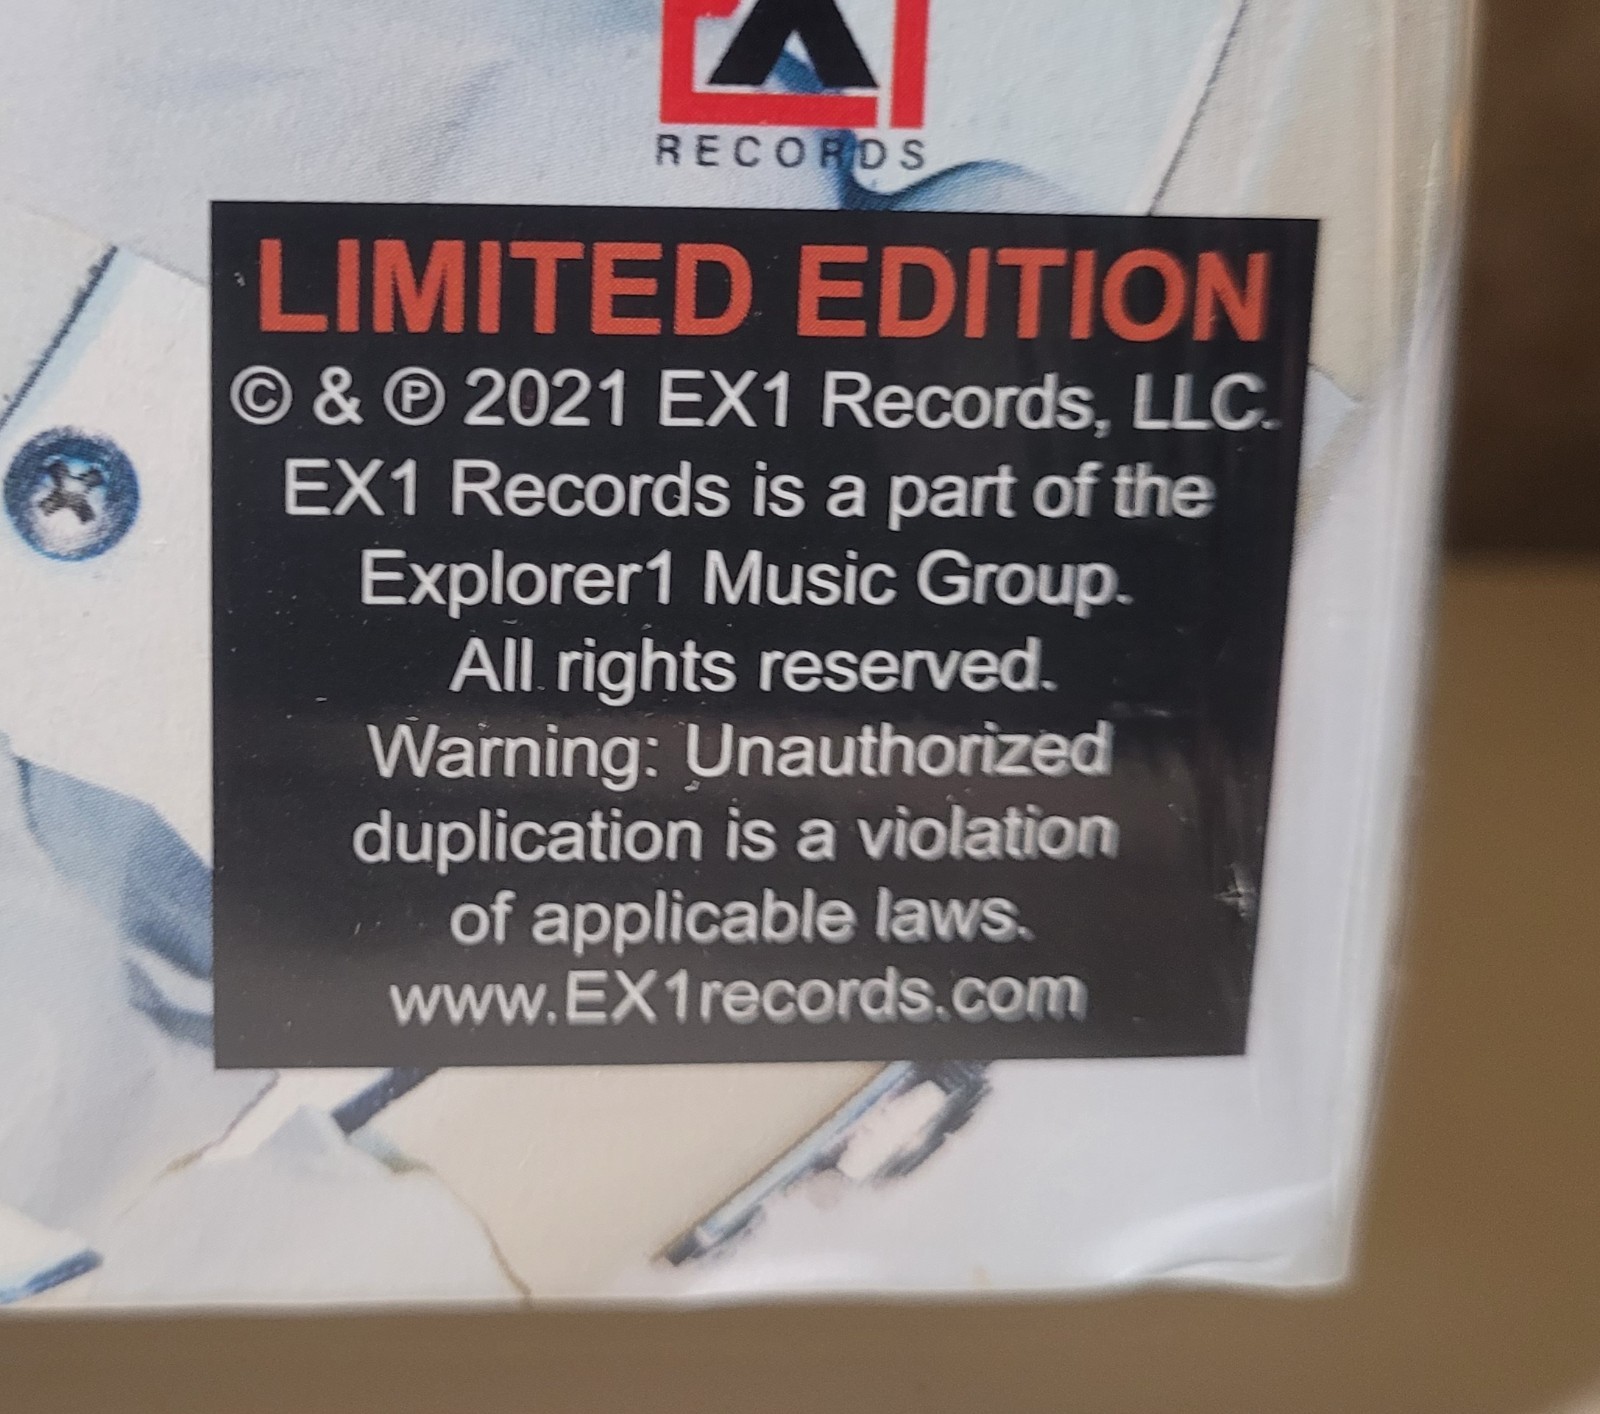 RECORDS
LIMITED EDITION
© & ℗ 2021 EX1 Records, LLC.
EX1 Records is a part of the
Explorer1 Music Group.
All rights reserved.
Warning: Unauthorized
duplication is a violation
of applicable laws.
www.EX1records.com